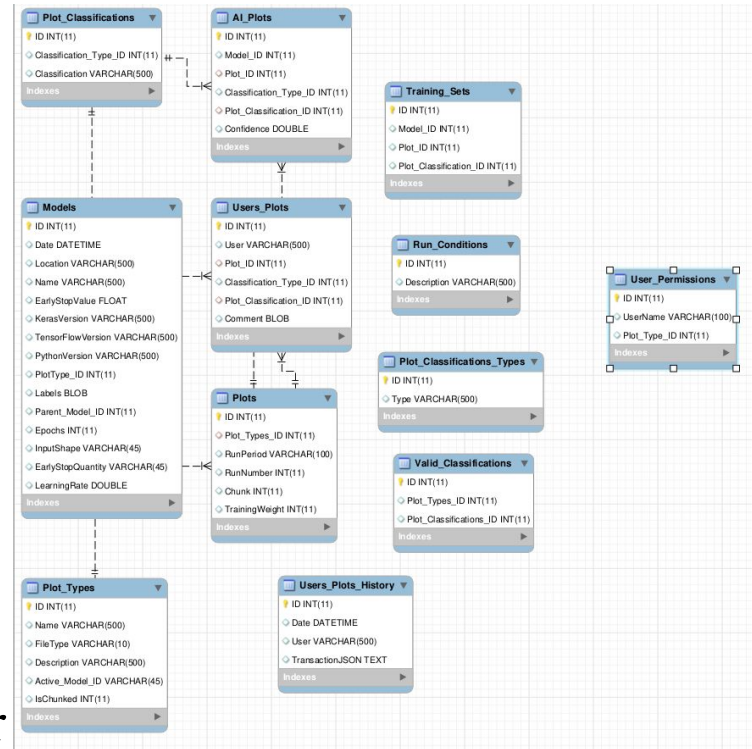 Plot_Classifications
ID INT(11)
Classification_Type_ID INT(11)
Classification VARCHAR(500)
Indexes
AI_Plots
ID INT(11)
Model_ID INT(11)
Plot_ID INT(11)
Classification_Type_ID INT(11)
Plot_Classification_ID INT(11)
Confidence DOUBLE
Indexes
Training_Sets
ID INT(11)
Model_ID INT(11)
Plot_ID INT(11)
Plot_Classification_ID INT(11)
Indexes
Models
ID INT(11)
Date DATETIME
Location VARCHAR(500)
Name VARCHAR(500)
EarlyStopValue FLOAT
KerasVersion VARCHAR(500)
TensorFlowVersion VARCHAR(500)
PythonVersion VARCHAR(500)
PlotType_ID INT(11)
Labels BLOB
Parent_Model_ID INT(11)
Epochs INT(11)
InputShape VARCHAR(45)
EarlyStopQuantity VARCHAR(45)
LearningRate DOUBLE
Indexes
Users_Plots
ID INT(11)
User VARCHAR(500)
Plot_ID INT(11)
Classification_Type_ID INT(11)
Plot_Classification_ID INT(11)
Comment BLOB
Indexes
Run_Conditions
ID INT(11)
Description VARCHAR(500)
Indexes
User_Permissions
ID INT(11)
UserName VARCHAR(100)
Plot_Type_ID INT(11)
Indexes
Plot_Classifications_Types
ID INT(11)
Type VARCHAR(500)
Indexes
Plots
ID INT(11)
Plot_Types_ID INT(11)
RunPeriod VARCHAR(100)
RunNumber INT(11)
Chunk INT(11)
TrainingWeight INT(11)
Indexes
Valid_Classifications
ID INT(11)
Plot_Types_ID INT(11)
Plot_Classifications_ID INT(11)
Indexes
Plot_Types
ID INT(11)
Name VARCHAR(500)
FileType VARCHAR(10)
Description VARCHAR(500)
Active_Model_ID VARCHAR(45)
IsChunked INT(11)
Indexes
Users_Plots_History
ID INT(11)
Date DATETIME
User VARCHAR(500)
TransactionJSON TEXT
Indexes